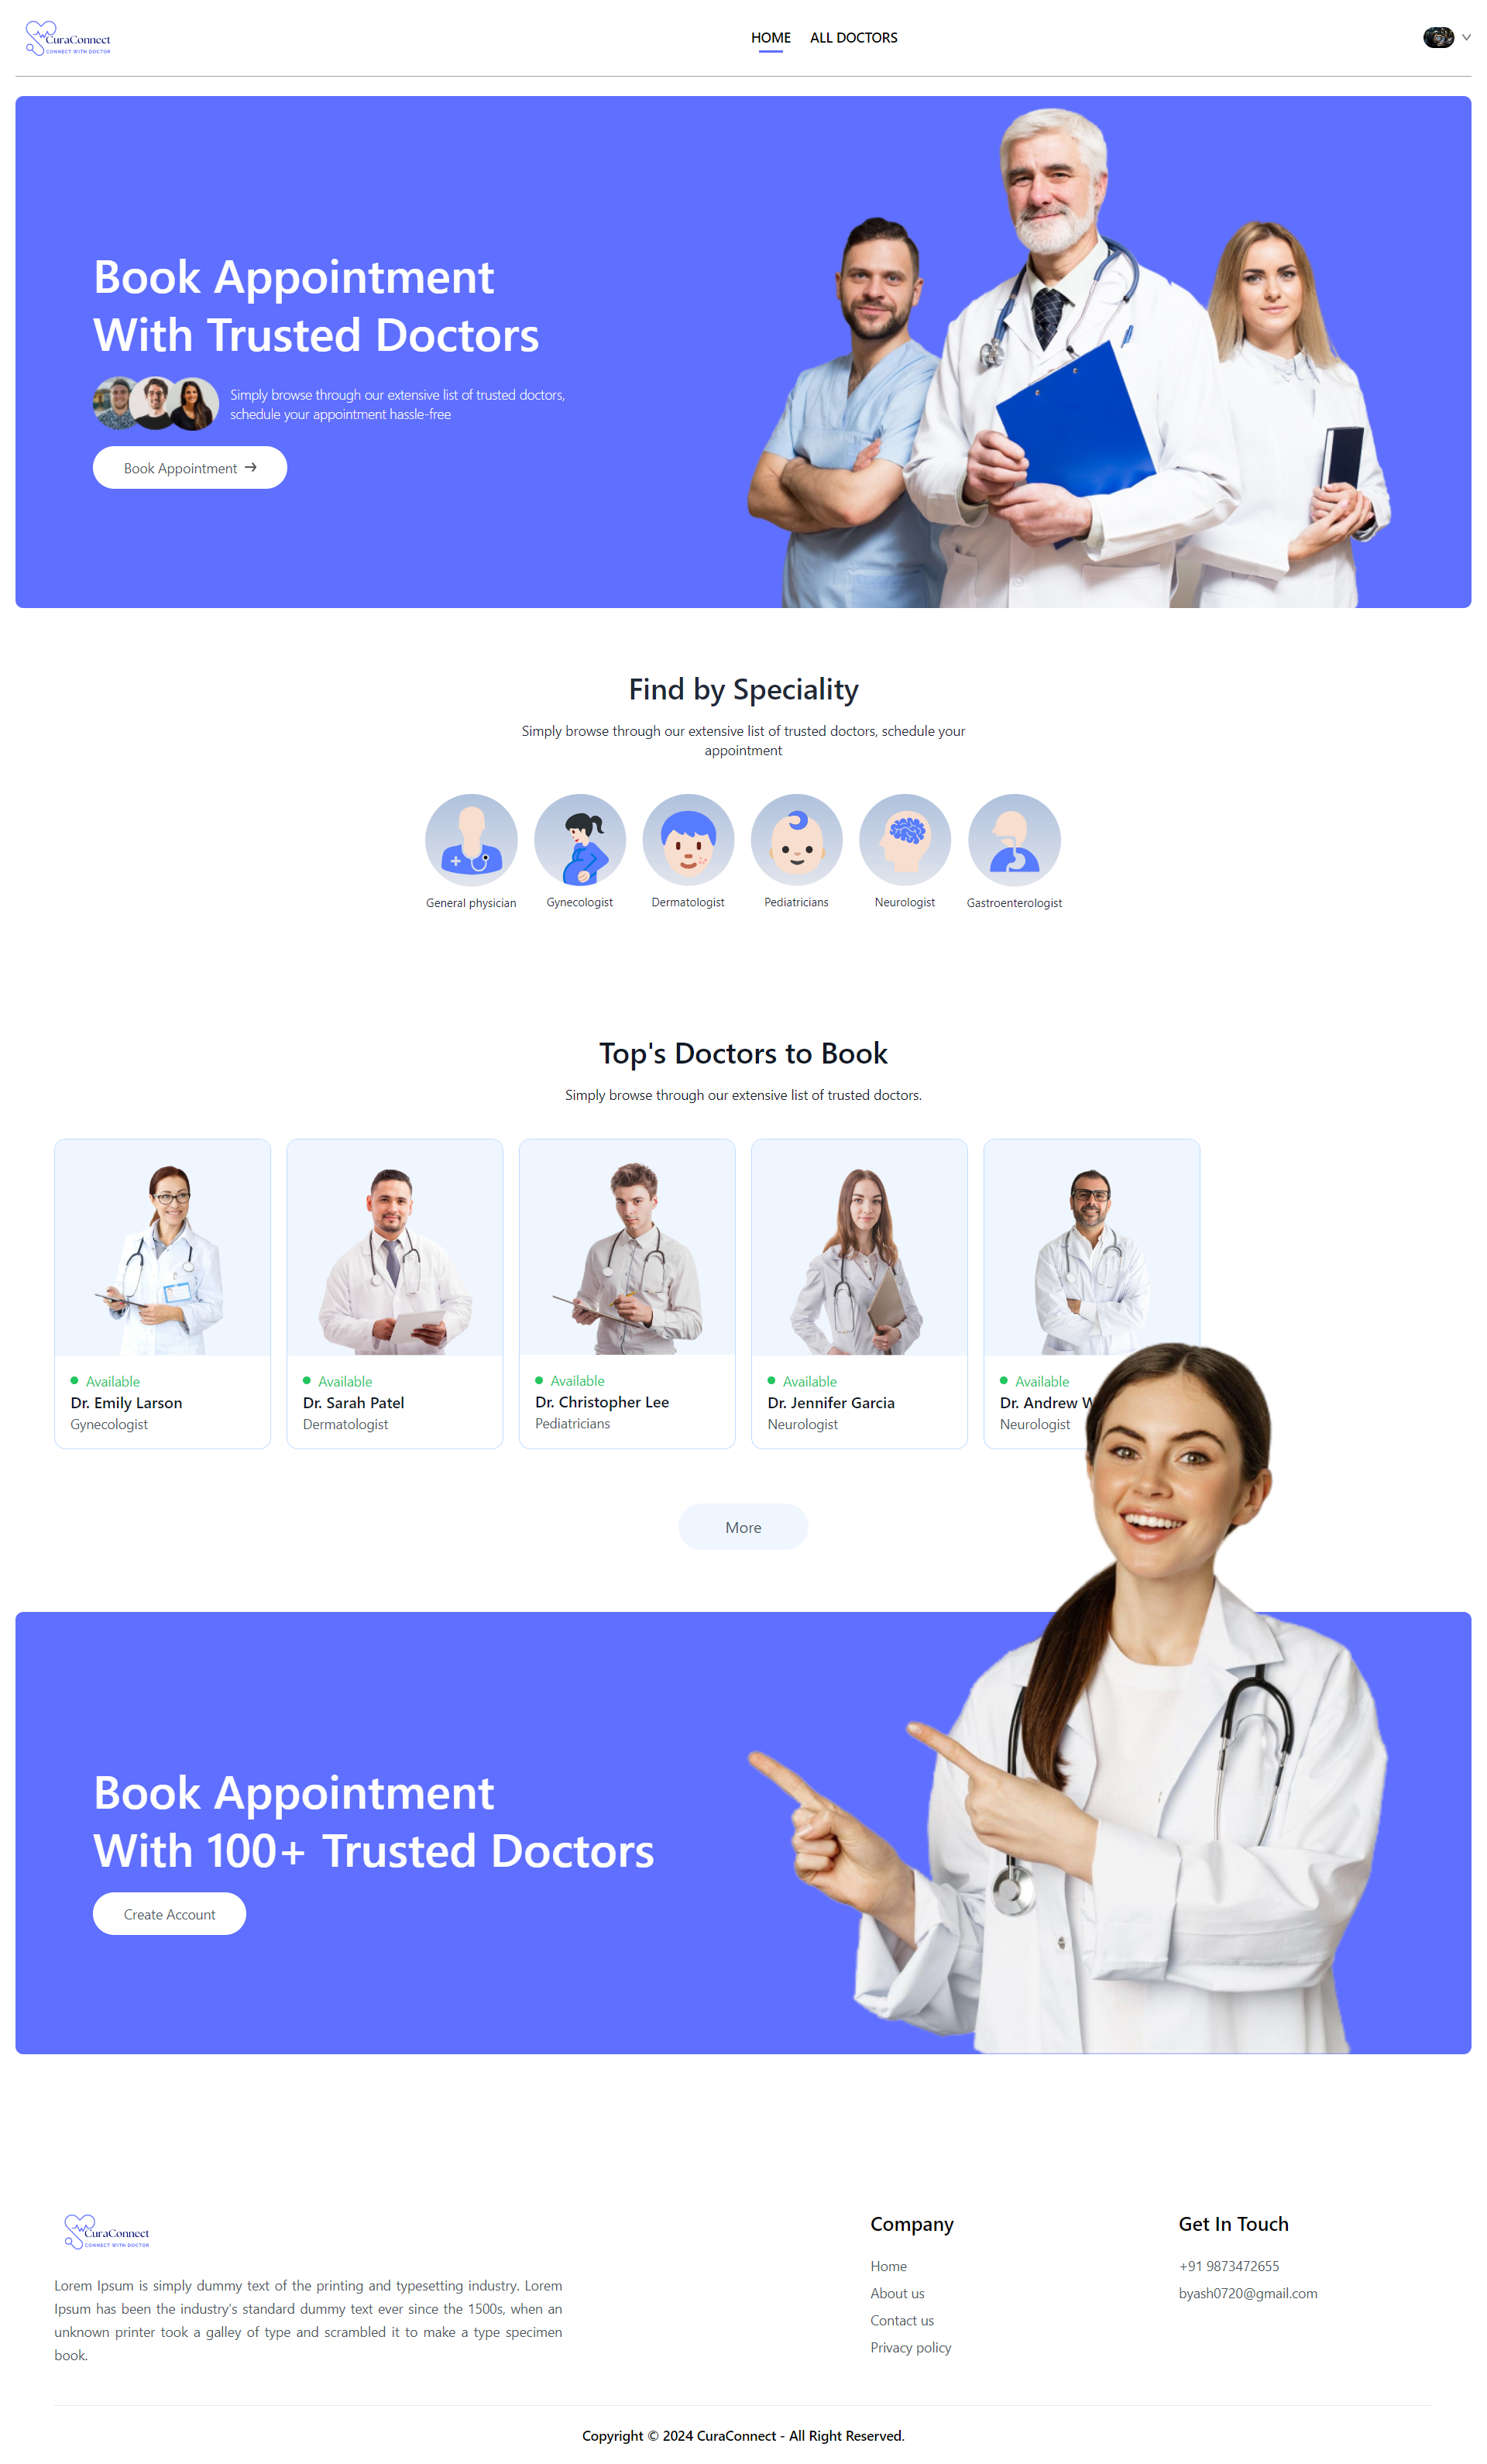 CuraConnect
CONNECT WITH DOCTOR
HOME
ALL DOCTORS
Book Appointment
With Trusted Doctors
Simply browse through our extensive list of trusted doctors,
schedule your appointment hassle-free
Book Appointment →
Find by Speciality
Simply browse through our extensive list of trusted doctors, schedule your
appointment
General physician
Gynecologist
Dermatologist
Pediatricians
Neurologist
Gastroenterologist
Top's Doctors to Book
Simply browse through our extensive list of trusted doctors.
Available
Dr. Emily Larson
Gynecologist
Available
Dr. Sarah Patel
Dermatologist
Available
Dr. Christopher Lee
Pediatricians
Available
Dr. Jennifer Garcia
Neurologist
Available
Dr. Andrew
Neurologist
More
Book Appointment
With 100+ Trusted Doctors
Create Account
CuraConnect
CONNECT WITH DOCTOR
Lorem Ipsum is simply dummy text of the printing and typesetting industry. Lorem
Ipsum has been the industry's standard dummy text ever since the 1500s, when an
unknown printer took a galley of type and scrambled it to make a type specimen
book.
Company
Home
About us
Contact us
Privacy policy
Get In Touch
+91 9873472655
byash0720@gmail.com
Copyright © 2024 CuraConnect - All Right Reserved.